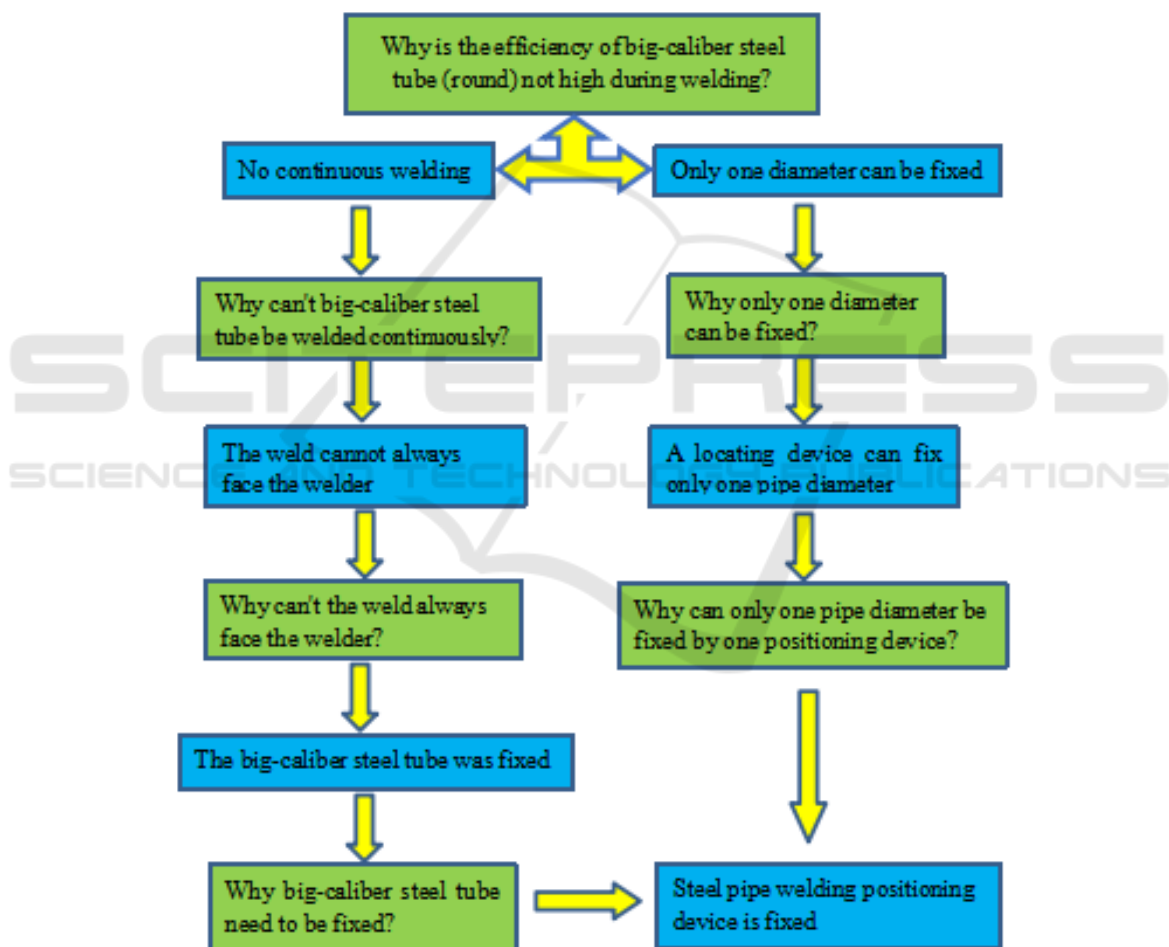 Why is the efficiency of big-caliber steel
tube (round) not high during welding?
No continuous welding
Only one diameter can be fixed
Why can't big-caliber steel
tube be welded continuously?
Why only one diameter
can be fixed?
SCITEPRESS
The weld cannot always
face the welder
A locating device can fix
only one pipe diameter
SCIENCE AND TECHNOLOGY PUBLICATIONS
Why can't the weld always
face the welder?
Why can only one pipe diameter be
fixed by one positioning device?
The big-caliber steel tube was fixed
Why big-caliber steel tube
need to be fixed?
Steel pipe welding positioning
device is fixed